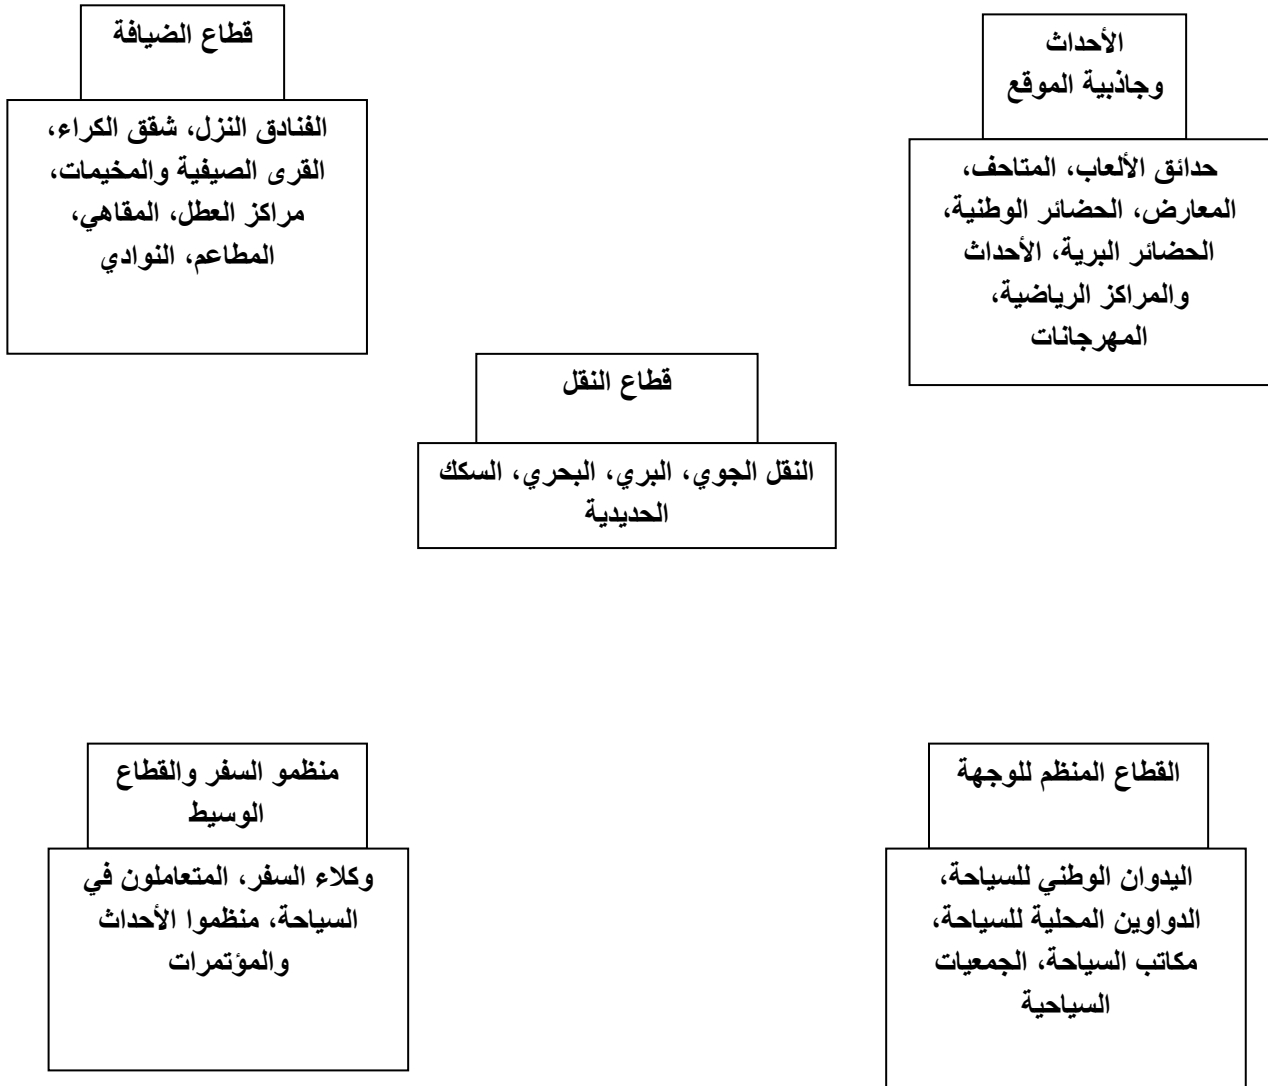 الأحداث
وجاذبية الموقع
حدائق الألعاب، المتاحف،
المعارض، الحضائر الوطنية،
الحضائر البرية، الأحداث
والمراكز الرياضية،
المهرجانات
قطاع الضيافة
الفنادق النزل، شقق الكراء،
القرى الصيفية والمخيمات،
مراكز العطل، المقاهي،
المطاعم، النوادي
قطاع النقل
النقل الجوي، البري، البحري، السكك
الحديدية
القطاع المنظم للوجهة
اليدوان الوطني للسياحة،
الدواوين المحلية للسياحة،
مكاتب السياحة، الجمعيات
السياحية
منظمو السفر والقطاع
الوسيط
وكلاء السفر، المتعاملون في
السياحة، منظموا الأحداث
والمؤتمرات